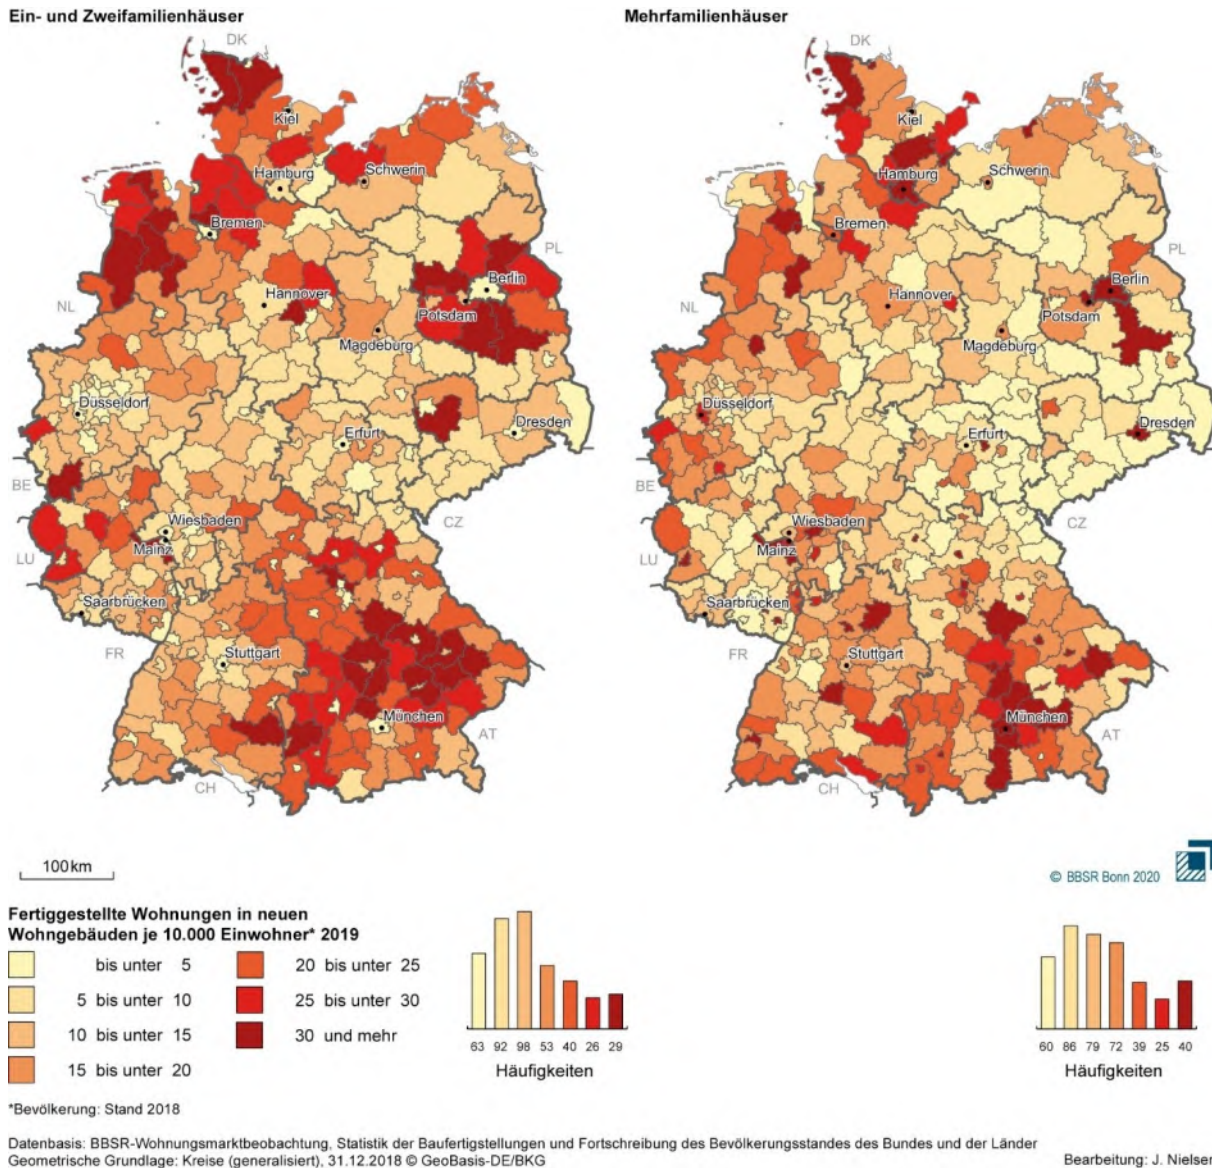 Ein- und Zweifamilienhäuser
Mehrfamilienhäuser
DK
Kiel
Hamburg
Schwerin
Bremen
PL
Berlin
Hannover
Potsdam
NL
Magdeburg
Düsseldorf
Erfurt
Dresden
BE
Wiesbaden
CZ
LU
Mainz
Saarbrücken
FR
Stuttgart
München
AT
CH
DK
Kiel
Hamburg
Schwerin
Bremen
PL
Berlin
Hannover
Potsdam
NL
Magdeburg
Düsseldorf
Erfurt
Dresden
BE
Wiesbaden
CZ
LU
Mainz
Saarbrücken
FR
Stuttgart
München
AT
CH
100 km
© BBSR Bonn 2020
Fertiggestellte Wohnungen in neuen
Wohngebäuden je 10.000 Einwohner* 2019
bis unter 5
5 bis unter 10
10 bis unter 15
15 bis unter 20
20 bis unter 25
25 bis unter 30
30 und mehr
63 92 98 53 40 26 29
Häufigkeiten
60 86 79 72 39 25 40
Häufigkeiten
*Bevölkerung: Stand 2018
Datenbasis: BBSR-Wohnungsmarktbeobachtung, Statistik der Baufertigstellungen und Fortschreibung des Bevölkerungsstandes des Bundes und der Länder
Geometrische Grundlage: Kreise (generalisiert), 31.12.2018 © GeoBasis-DE/BKG
Bearbeitung: J. Nielsen